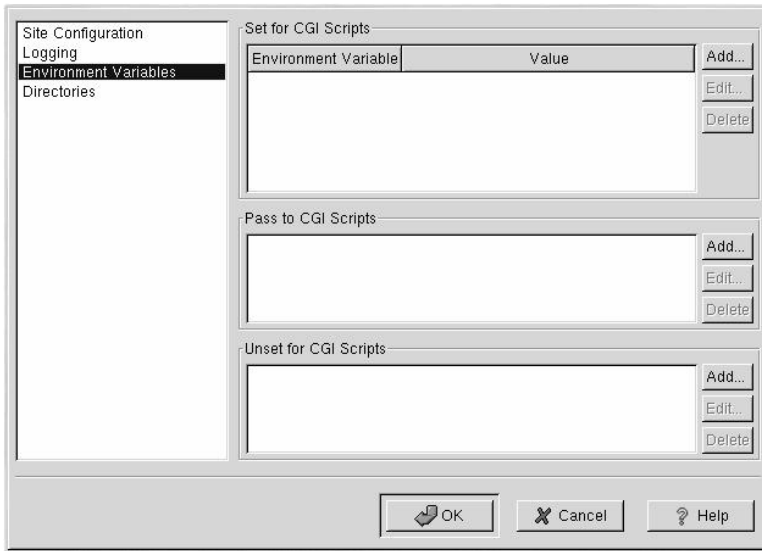 Site Configuration
Logging
Environment Variables
Directories
Set for CGI Scripts
Environment Variable Value
Add...
Edit...
Delete
Pass to CGI Scripts
Add...
Edit...
Delete
Unset for CGI Scripts
Add...
Edit...
Delete
OK Cancel Help